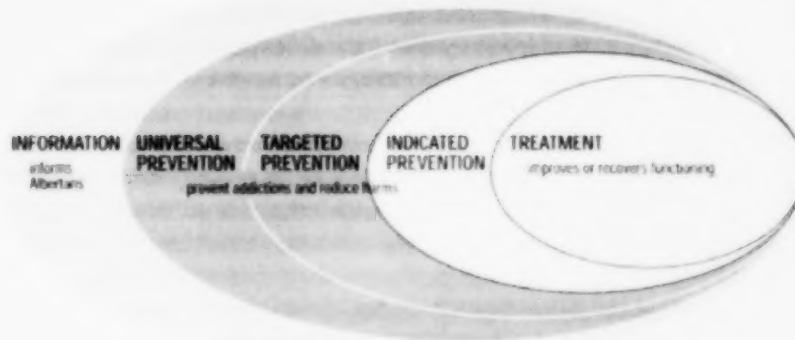 INFORMATION
informs
Albertans
UNIVERSAL
PREVENTION
TARGETED
PREVENTION
prevent addictions and reduce harms
INDICATED
PREVENTION
TREATMENT
improves or recovers functioning